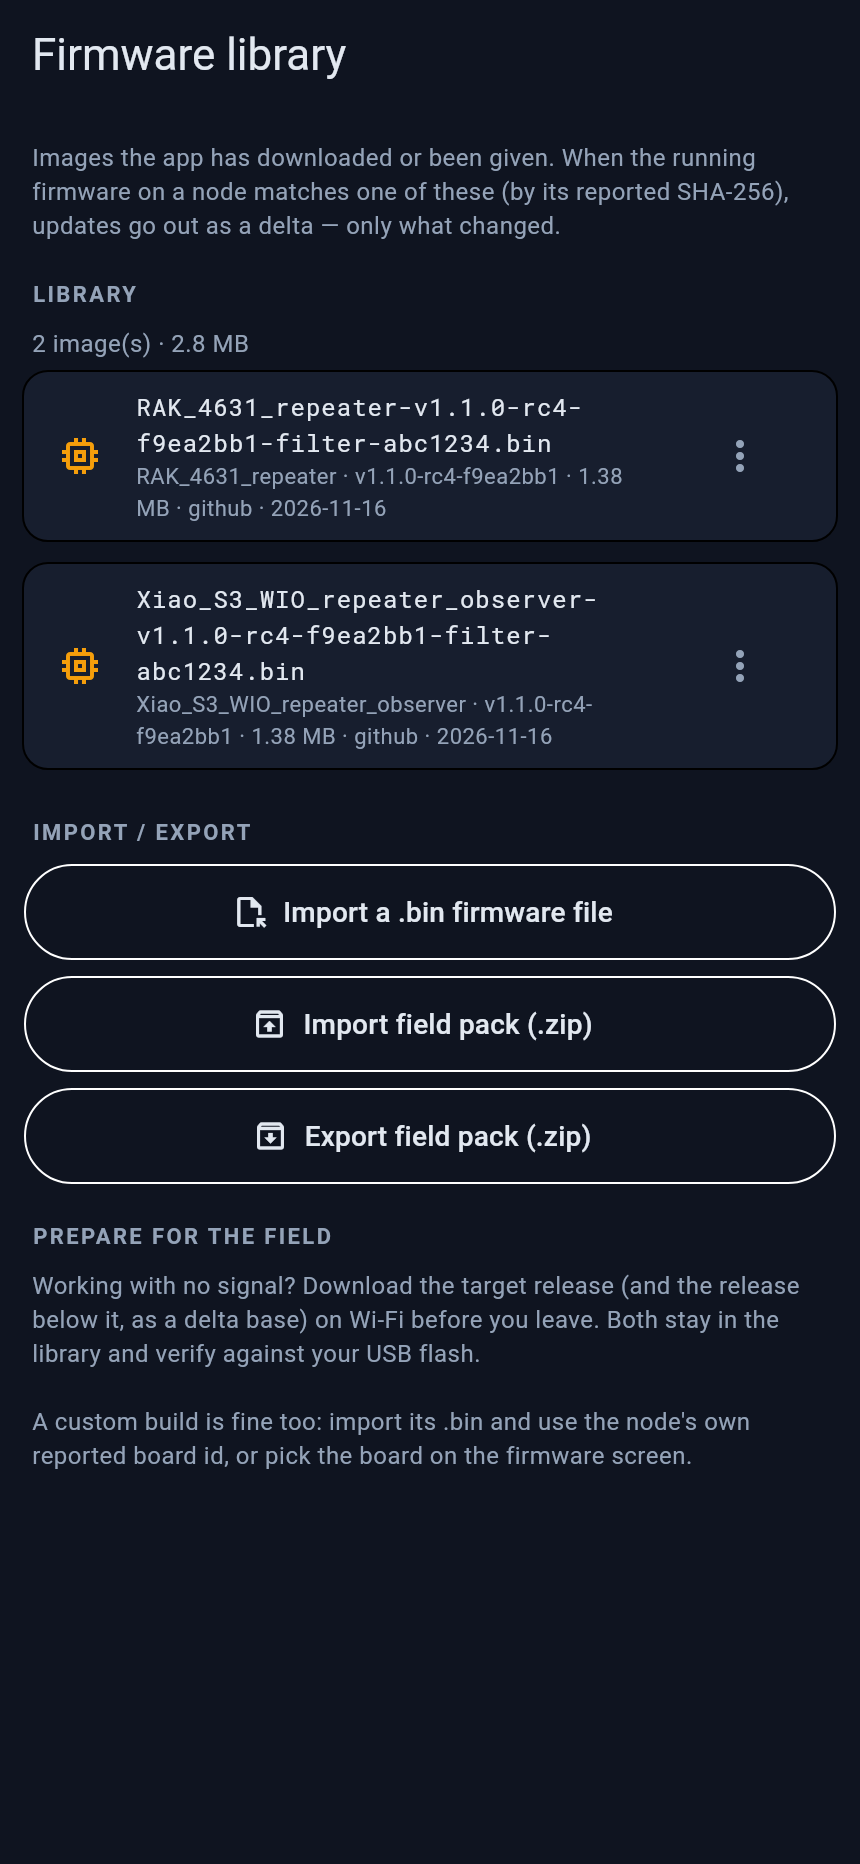 Firmware library
Images the app has downloaded or been given. When the running
firmware on a node matches one of these (by its reported SHA-256),
updates go out as a delta — only what changed.
LIBRARY
2 image(s) · 2.8 MB
RAK_4631_repeater-v1.1.0-rc4-
f9ea2bb1-filter-abc1234.bin
RAK_4631_repeater · v1.1.0-rc4-f9ea2bb1 · 1.38
MB · github · 2026-11-16
Xiao_S3_WIO_repeater_observer-
v1.1.0-rc4-f9ea2bb1-filter-
abc1234.bin
Xiao_S3_WIO_repeater_observer · v1.1.0-rc4-
f9ea2bb1 · 1.38 MB · github · 2026-11-16
IMPORT / EXPORT
Import a .bin firmware file
Import field pack (.zip)
Export field pack (.zip)
PREPARE FOR THE FIELD
Working with no signal? Download the target release (and the release
below it, as a delta base) on Wi-Fi before you leave. Both stay in the
library and verify against your USB flash.
A custom build is fine too: import its .bin and use the node's own
reported board id, or pick the board on the firmware screen.